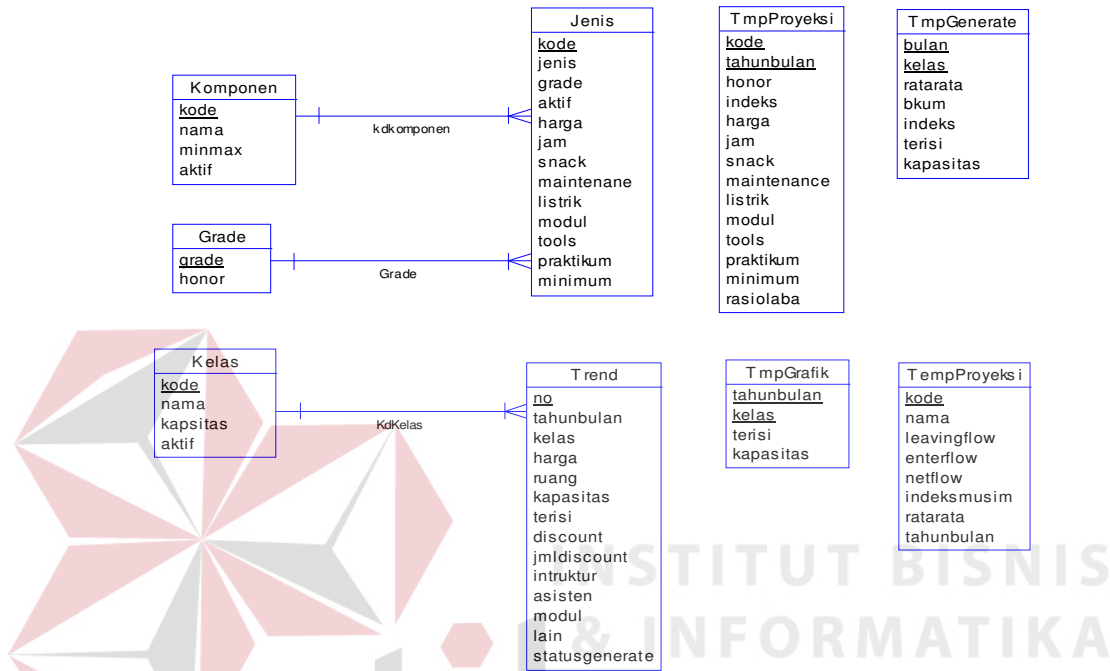 Komponen
kode
nama
minmax
aktif
kdkomponen
Grade
grade
honor
Grade
Jenis
kode
jenis
grade
aktif
harga
jam
snack
maintenane
listrik
modul
tools
praktikum
minimum
TmpProyeksi
kode
tahunbulan
honor
indeks
harga
jam
snack
maintenance
listrik
modul
tools
praktikum
minimum
rasiolaba
TmpGenerate
bulan
kelas
ratarata
bkum
indeks
terisi
kapasitas
Kelas
kode
nama
kapsitas
aktif
KdKelas
Trend
no
tahunbulan
kelas
harga
ruang
kapasitas
terisi
discount
jmldiscount
intruktur
asisten
modul
lain
statusgenerate
TmpGrafik
tahunbulan
kelas
terisi
kapasitas
TempProyeksi
kode
nama
leavingflow
enterflow
netflow
indeksmusim
ratarata
tahunbulan
INSTITUT BISNIS
& INFORMATIKA